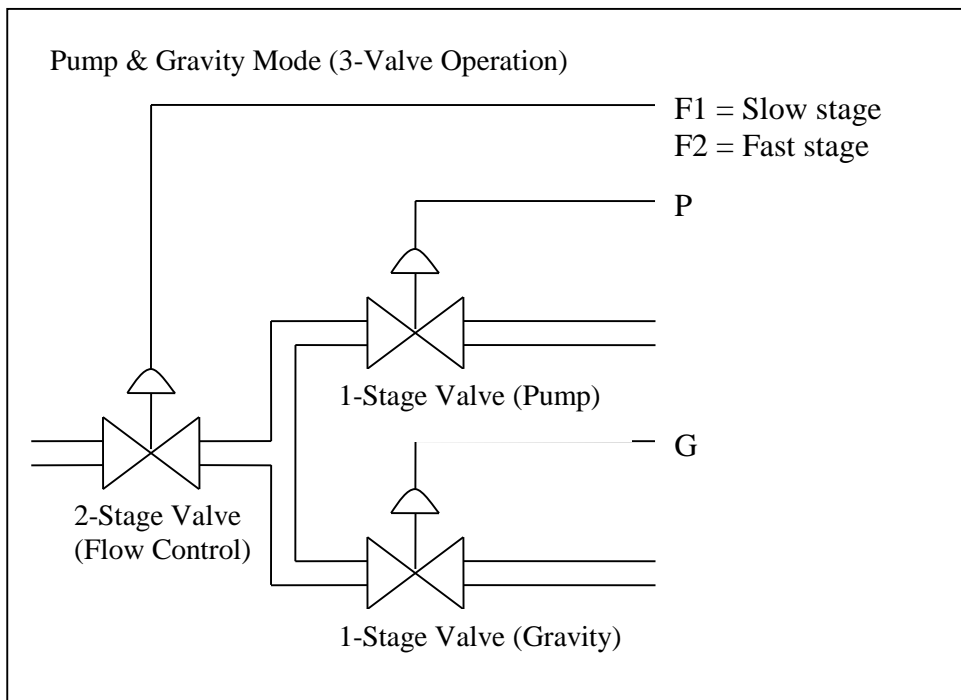 Pump & Gravity Mode (3-Valve Operation)
F1 = Slow stage
F2 = Fast stage
P
1-Stage Valve (Pump)
G
2-Stage Valve
(Flow Control)
1-Stage Valve (Gravity)